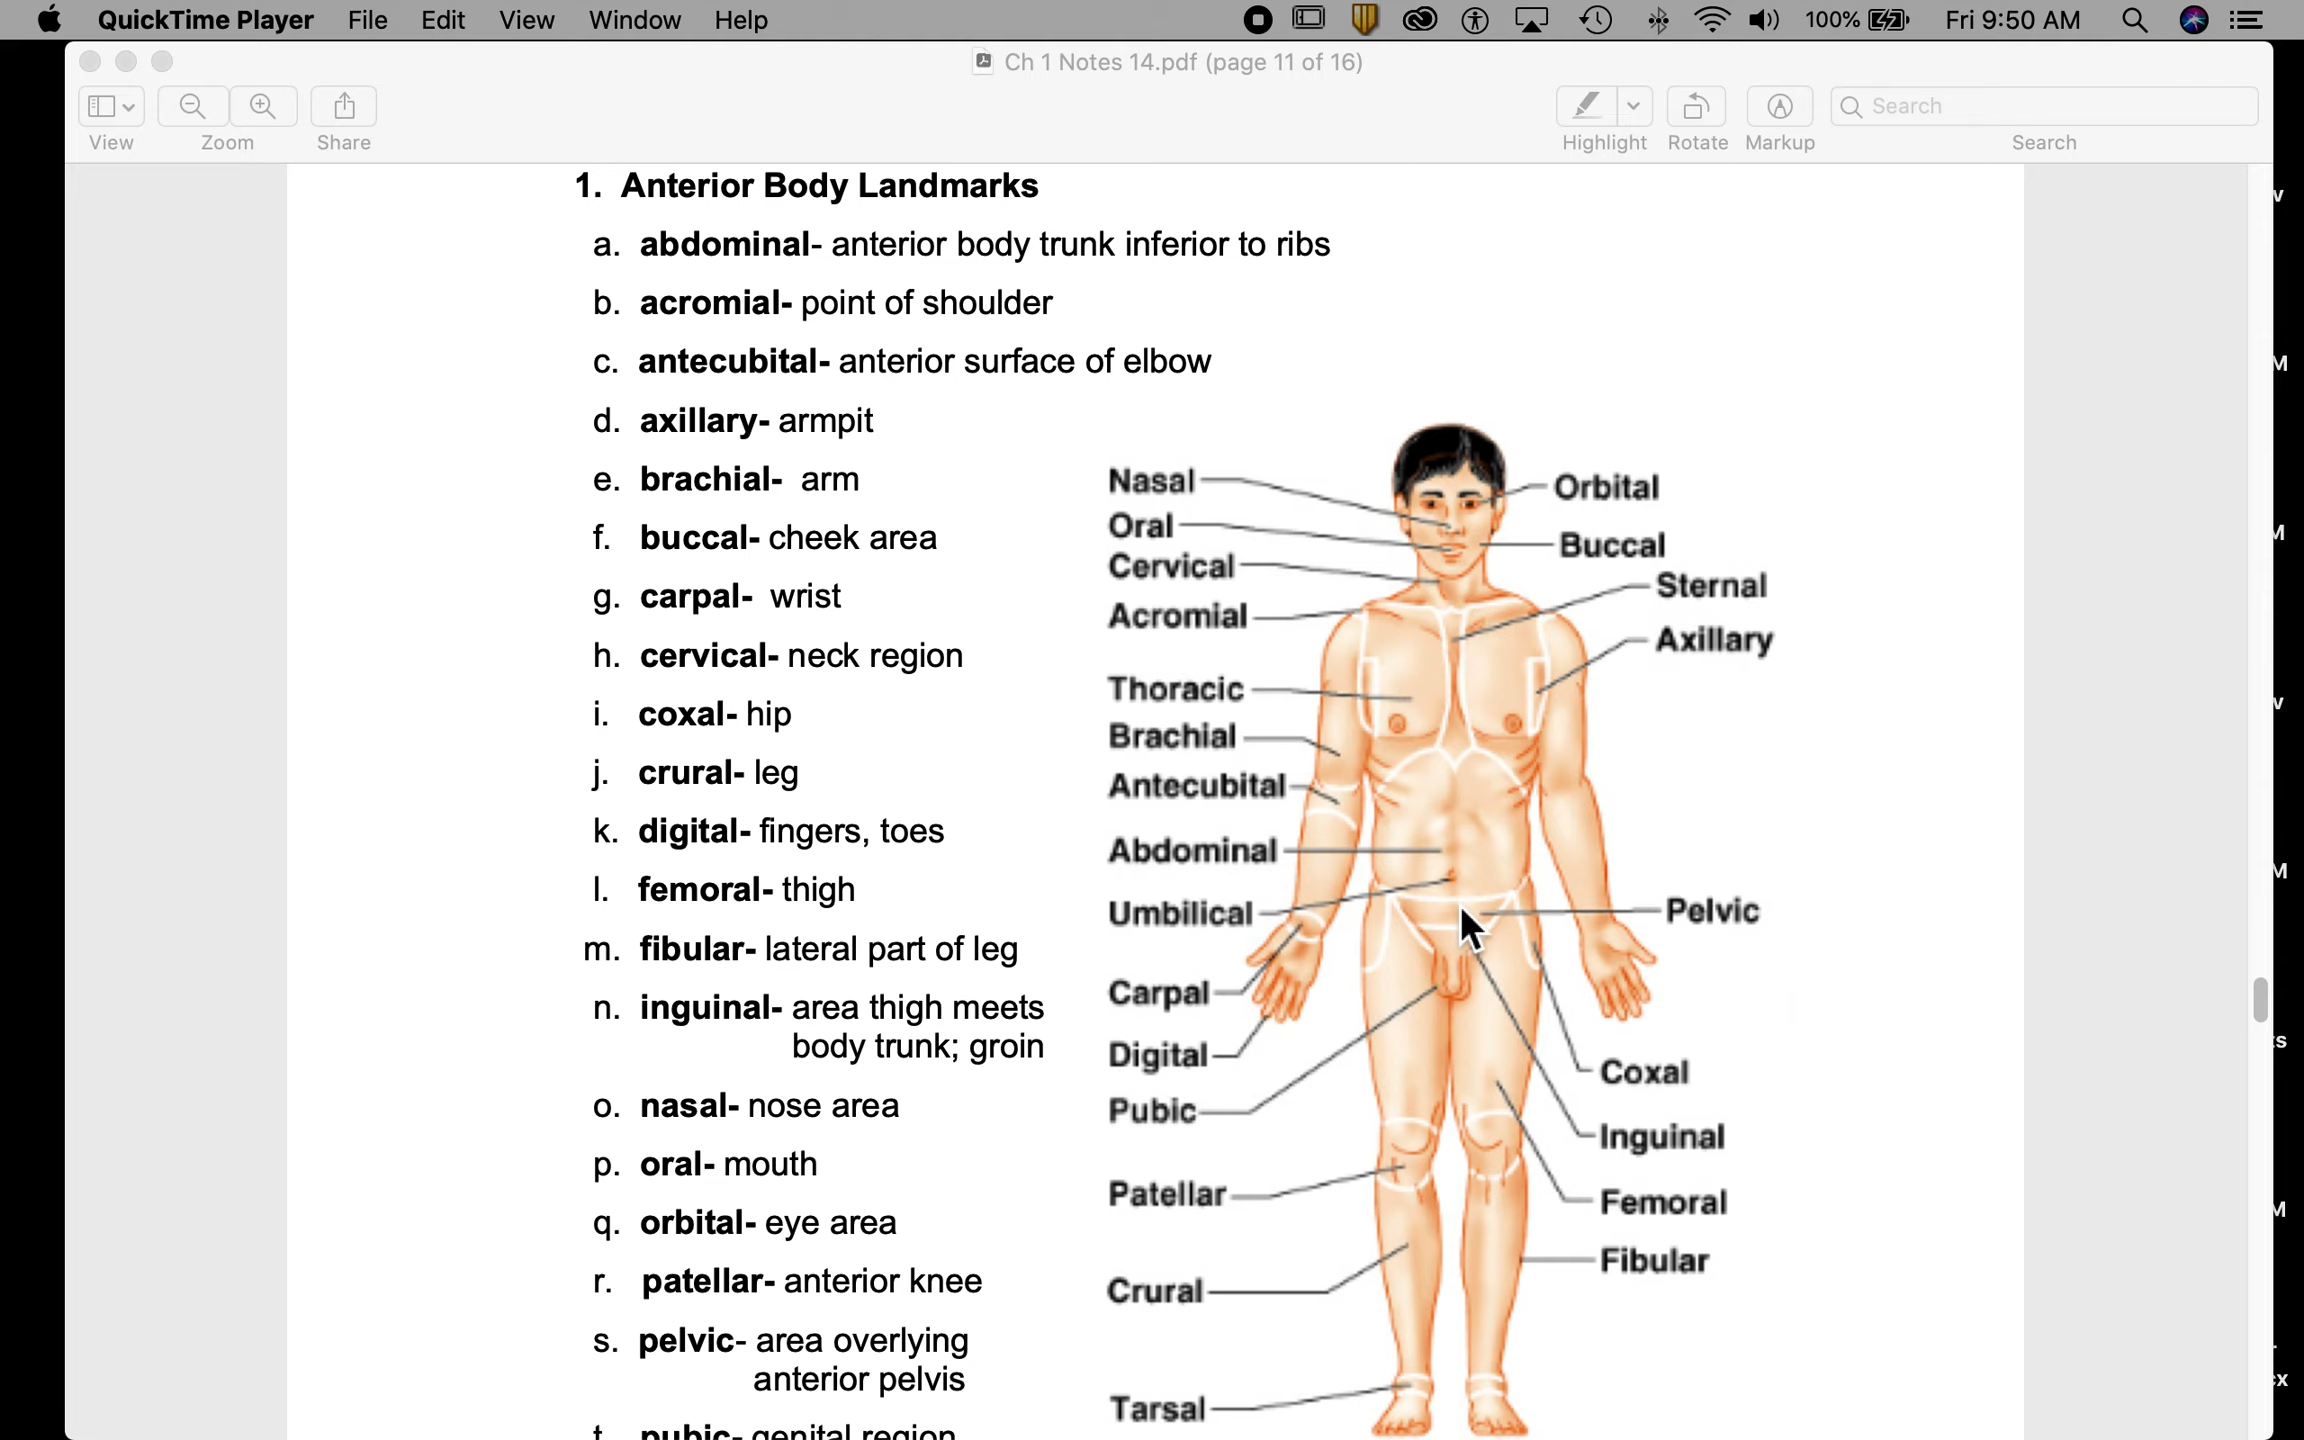 QuickTime Player File Edit View Window Help 100% Fri 9:50 AM
Ch 1 Notes 14.pdf (page 11 of 16)
Search
View Zoom Share Highlight Rotate Markup Search
1. Anterior Body Landmarks
a. abdominal- anterior body trunk inferior to ribs
b. acromial- point of shoulder
c. antecubital- anterior surface of elbow
d. axillary- armpit
e. brachial- arm
f. buccal- cheek area
g. carpal- wrist
h. cervical- neck region
i. coxal- hip
j. crural- leg
k. digital- fingers, toes
l. femoral- thigh
m. fibular- lateral part of leg
n. inguinal- area thigh meets
body trunk; groin
o. nasal- nose area
p. oral- mouth
q. orbital- eye area
r. patellar- anterior knee
s. pelvic- area overlying
anterior pelvis
t. pubic- genital region
Nasal
Oral
Cervical
Acromial
Thoracic
Brachial
Antecubital
Abdominal
Umbilical
Carpal
Digital
Pubic
Patellar
Crural
Tarsal
Orbital
Buccal
Sternal
Axillary
Pelvic
Coxal
Inguinal
Femoral
Fibular